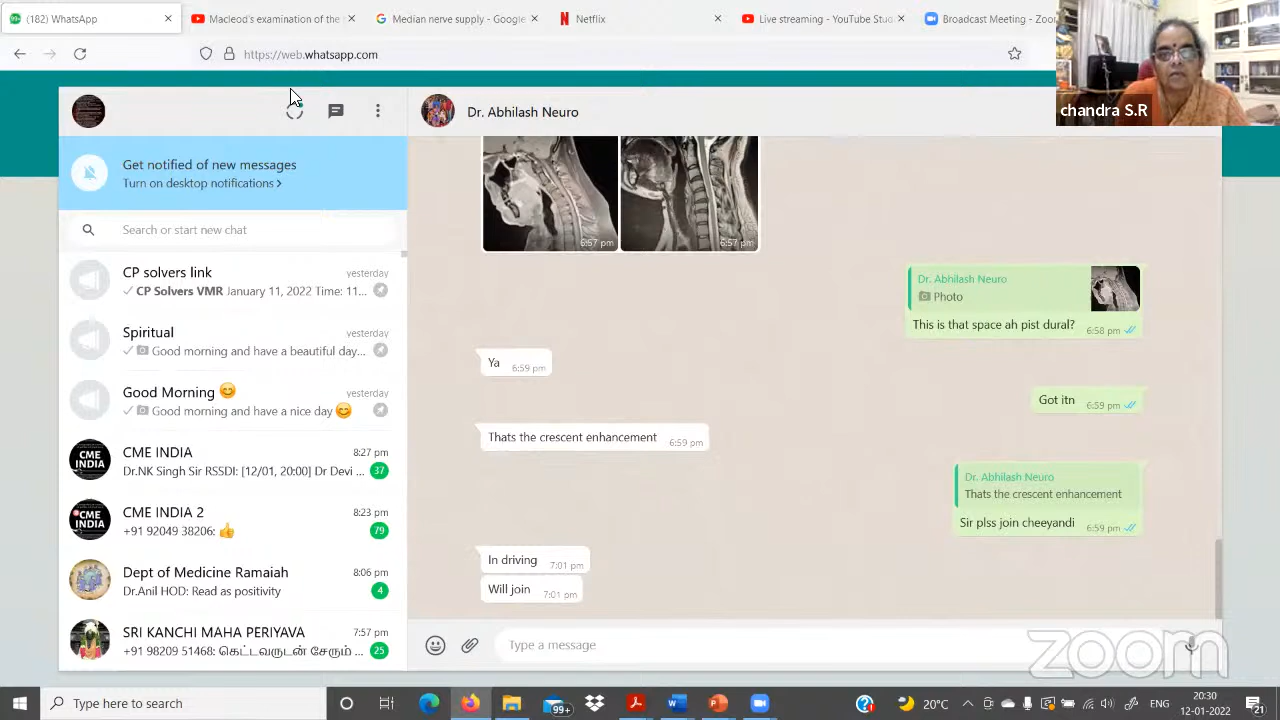 (182) WhatsApp
Macleod's examination of the
Median nerve supply - Google
Netflix
Live streaming - YouTube Stu
Broadcast Meeting - Zoo
https://web.whatsapp.com
chandra S.R
Dr. Abhilash Neuro
Get notified of new messages
Turn on desktop notifications >
Search or start new chat
CP solvers link
yesterday
CP Solvers VMR January 11, 2022 Time: 11...
Spiritual
yesterday
Good morning and have a beautiful day...
Good Morning 😊
yesterday
Good morning and have a nice day 😊
CME INDIA
8:27 pm
Dr.NK Singh Sir RSSDI: [12/01, 20:00] Dr Devi ...
37
CME INDIA 2
8:23 pm
+91 92049 38206: 👍
79
Dept of Medicine Ramaiah
8:06 pm
Dr.Anil HOD: Read as positivity
4
SRI KANCHI MAHA PERIYAVA
7:57 pm
+91 98209 51468: கெட்டவருடன் சேரும் ...
25
6:57 pm
6:57 pm
Dr. Abhilash Neuro
Photo
This is that space ah pist dural?
6:58 pm
Ya
6:59 pm
Got itn
6:59 pm
Thats the crescent enhancement
6:59 pm
Dr. Abhilash Neuro
Thats the crescent enhancement
Sir plss join cheeyandi
6:59 pm
In driving
7:01 pm
Will join
7:01 pm
Type a message
zoom
Type here to search
99+
20°C
ENG
20:30
12-01-2022
21